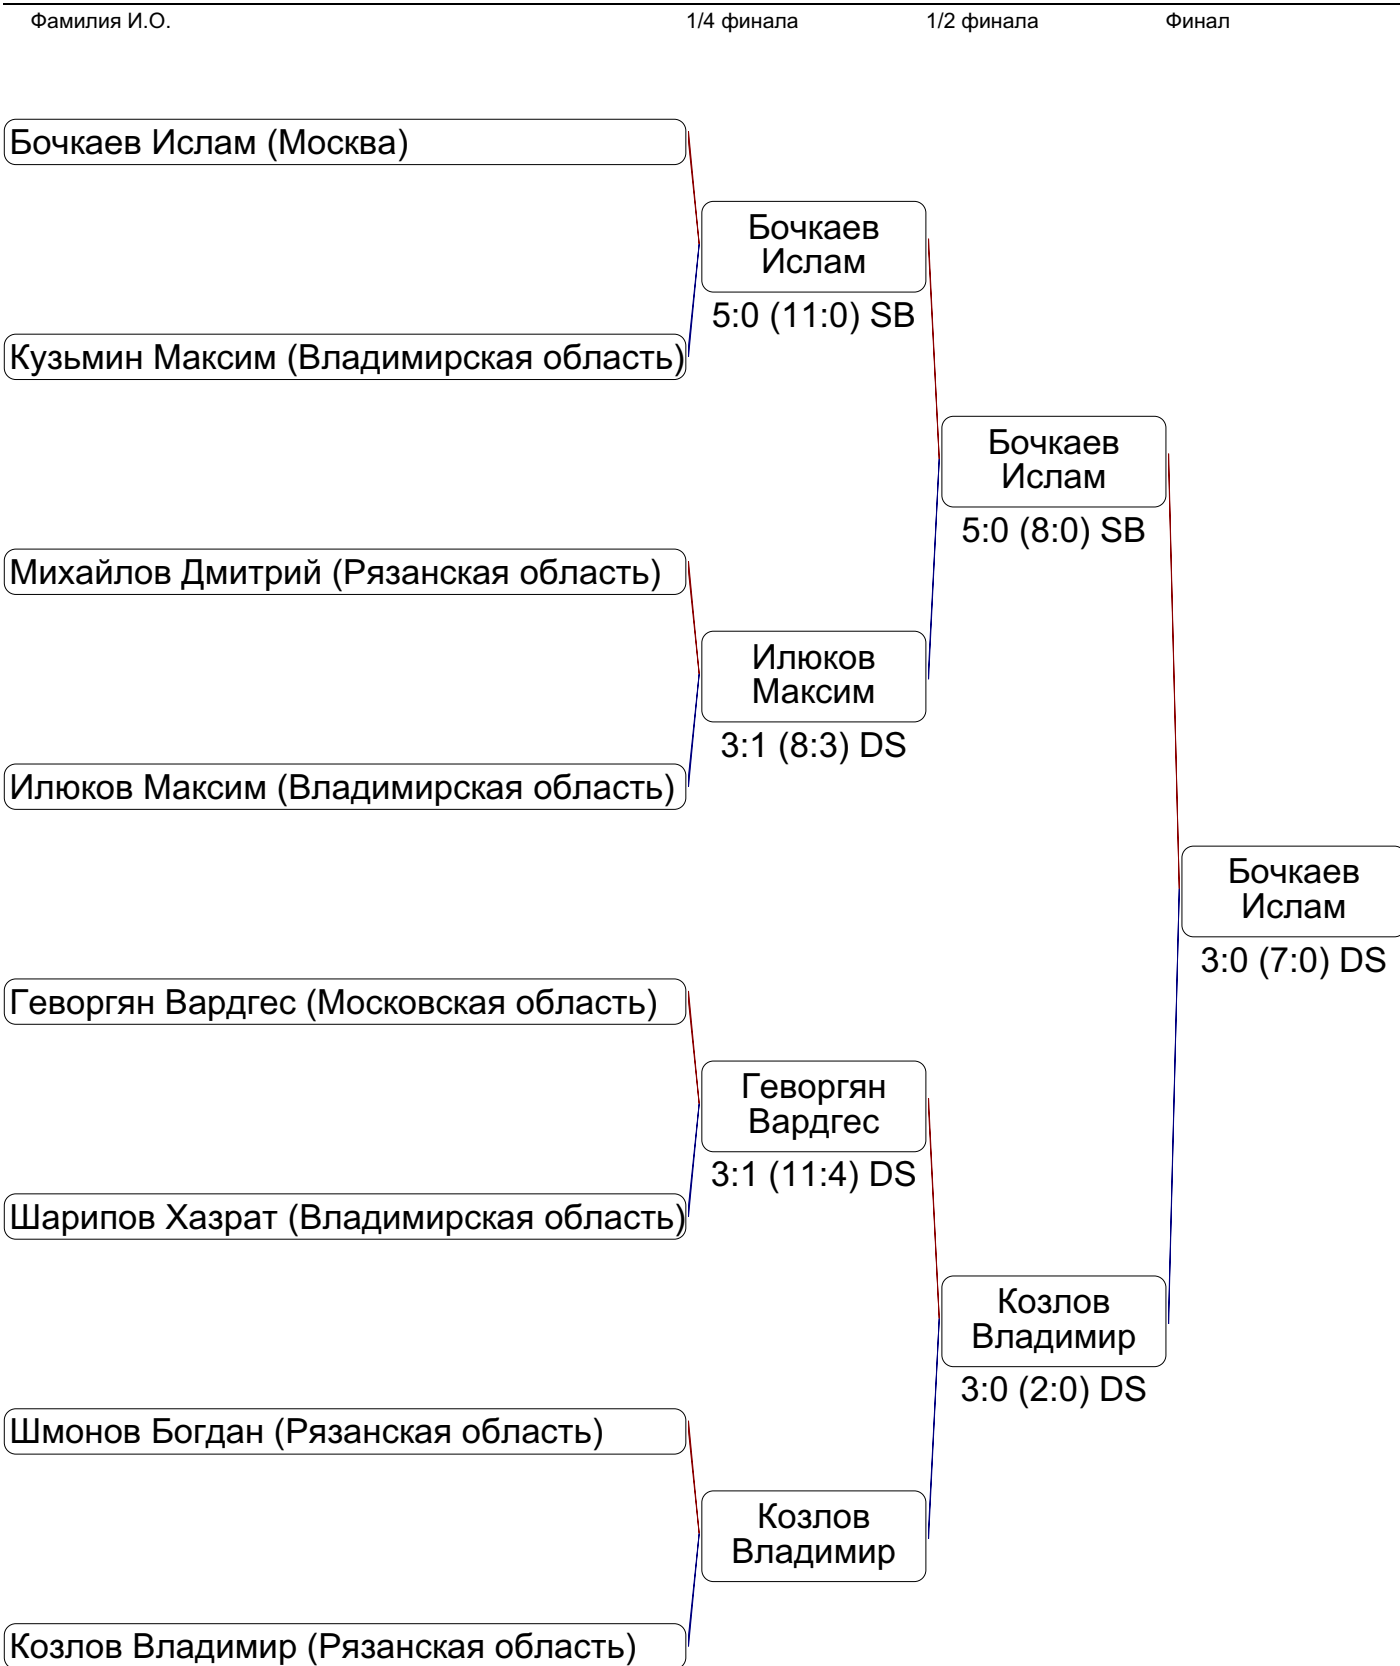 Фамилия И.О. 1/4 финала 1/2 финала Финал
Бочкаев Ислам (Москва)
Бочкаев
Ислам
5:0 (11:0) SB
Кузьмин Максим (Владимирская область)
Бочкаев
Ислам
5:0 (8:0) SB
Михайлов Дмитрий (Рязанская область)
Илюков
Максим
3:1 (8:3) DS
Илюков Максим (Владимирская область)
Бочкаев
Ислам
3:0 (7:0) DS
Геворгян Вардгес (Московская область)
Геворгян
Вардгес
3:1 (11:4) DS
Шарипов Хазрат (Владимирская область)
Козлов
Владимир
3:0 (2:0) DS
Шмонов Богдан (Рязанская область)
Козлов
Владимир
Козлов Владимир (Рязанская область)